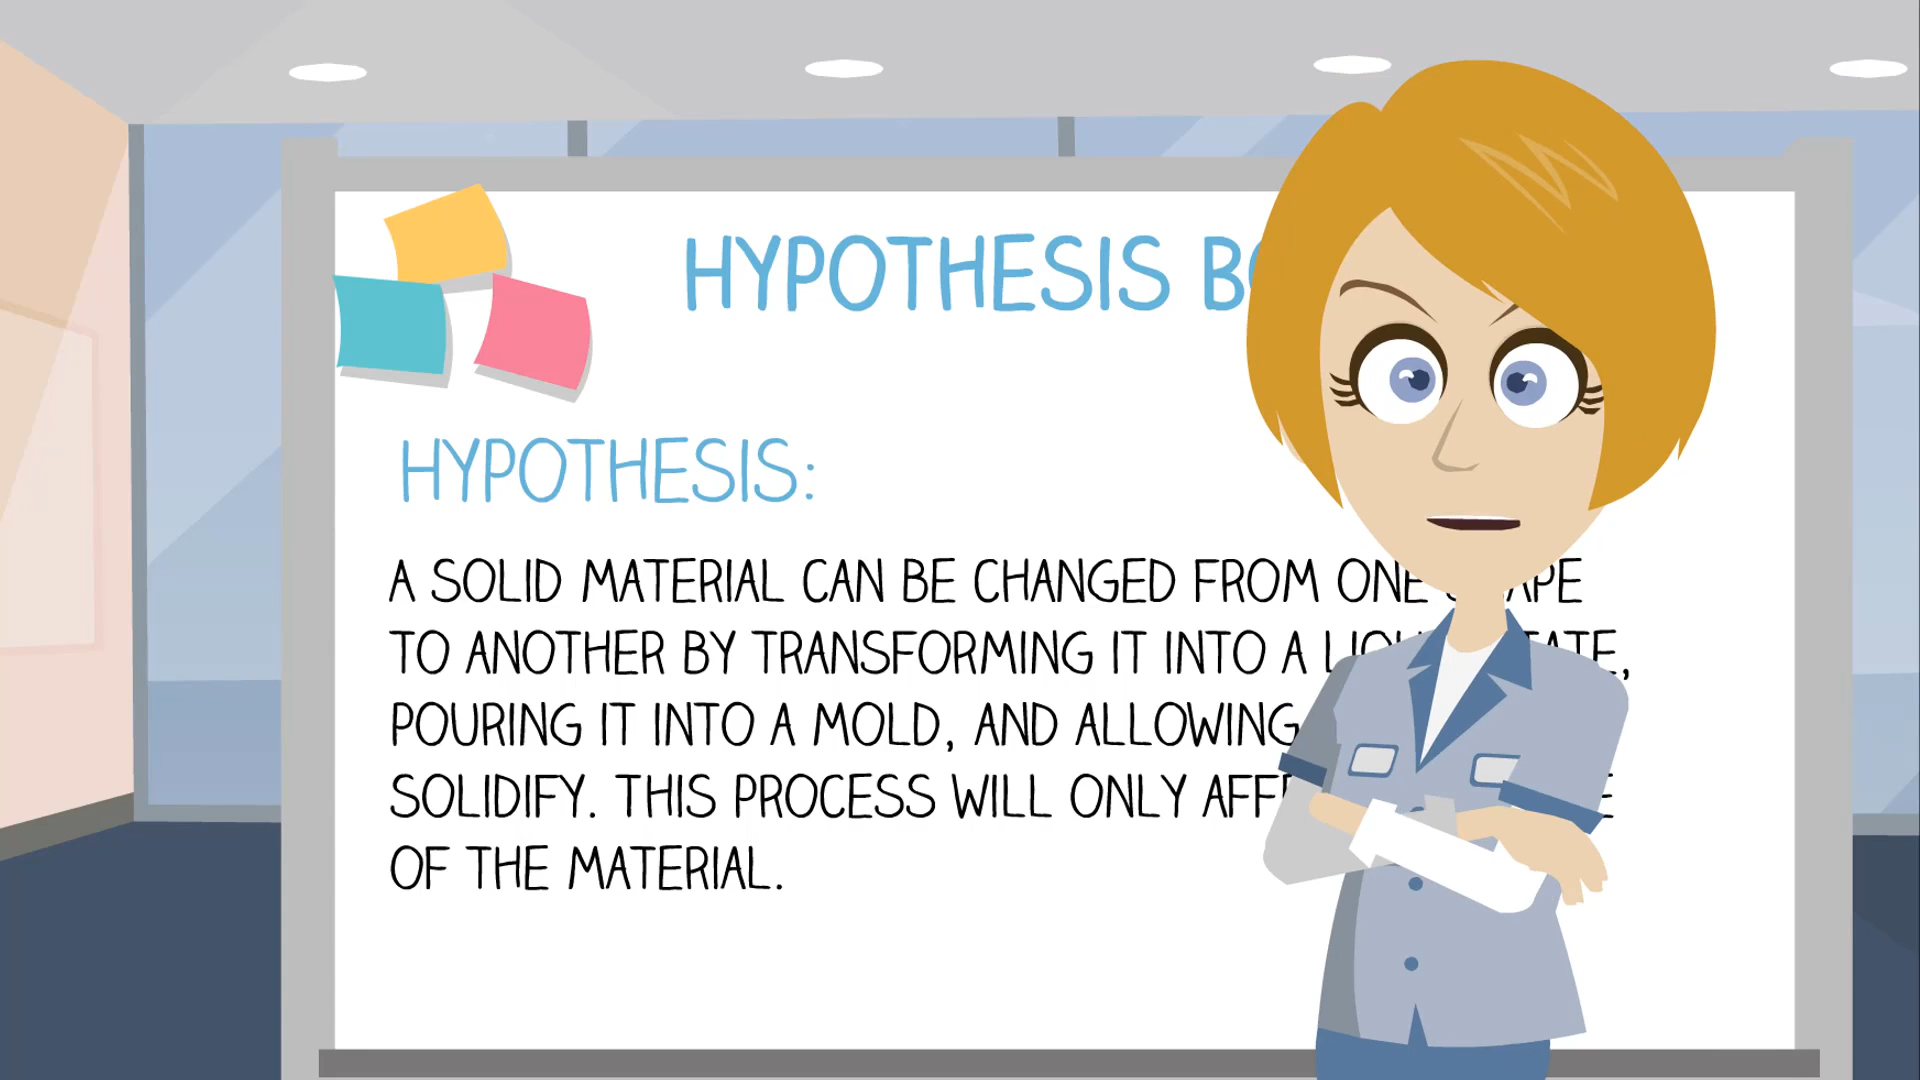 HYPOTHESIS
HYPOTHESIS:
A SOLID MATERIAL CAN BE CHANGED FROM ONE
TO ANOTHER BY TRANSFORMING IT INTO A
POURING IT INTO A MOLD, AND ALLOWING
SOLIDIFY. THIS PROCESS WILL ONLY
OF THE MATERIAL.